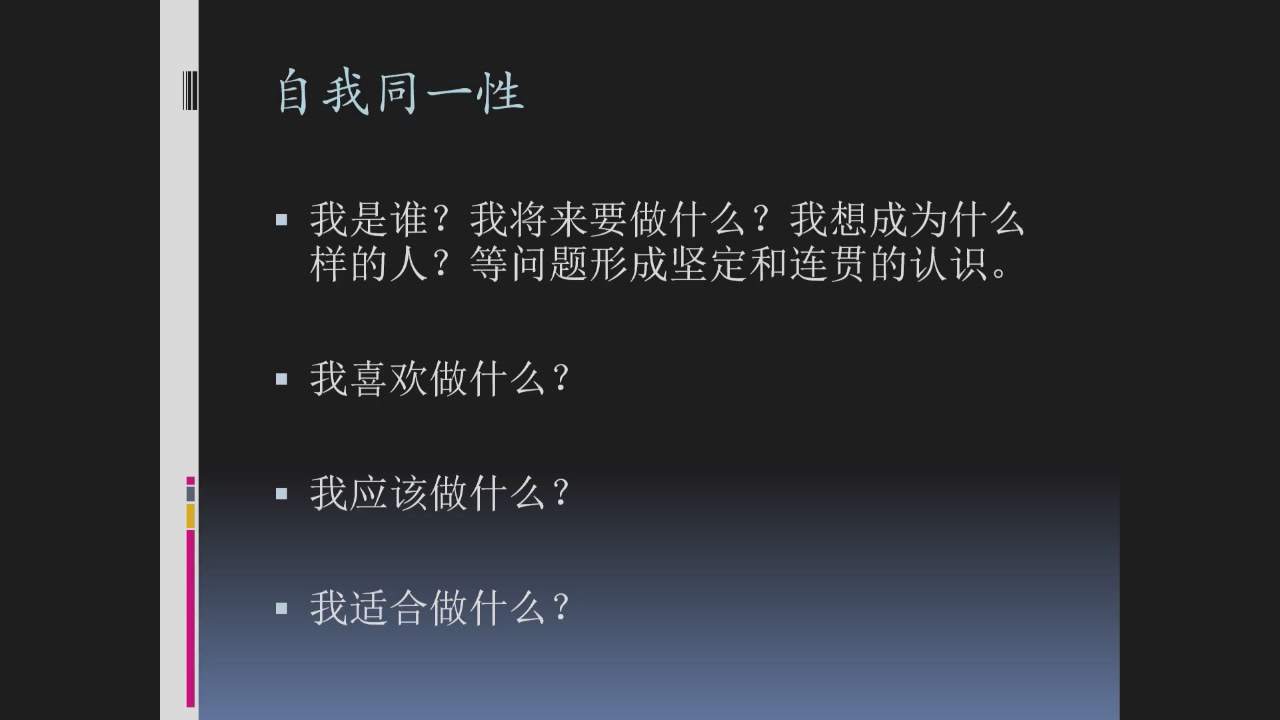 自我同一性
我是谁？我将来要做什么？我想成为什么
样的人？等问题形成坚定和连贯的认识。
我喜欢做什么？
我应该做什么？
我适合做什么？